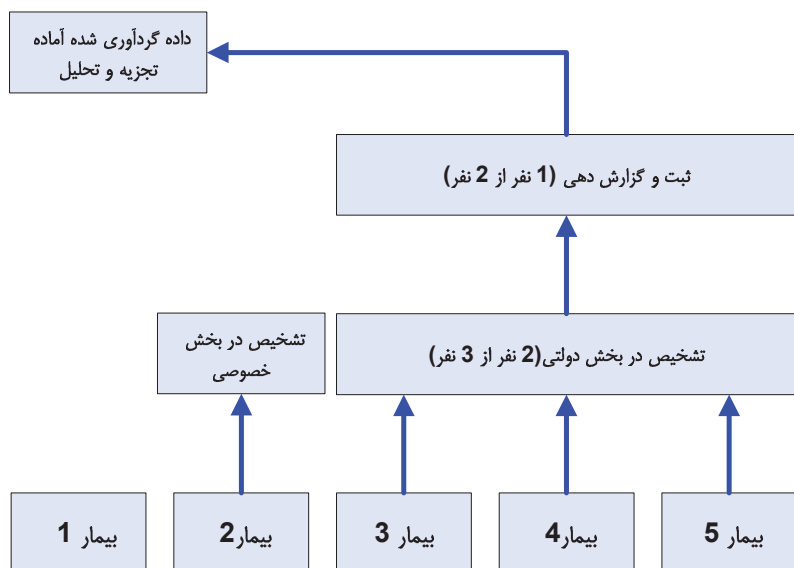 داده گردآوری شده آماده
تجزیه و تحلیل
ثبت و گزارش دهی (1 نفر از 2 نفر)
تشخیص در بخش
خصوصی
تشخیص در بخش دولتی(2 نفر از 3 نفر)
بیمار 1
بیمار2
بیمار 3
بیمار4
بیمار 5